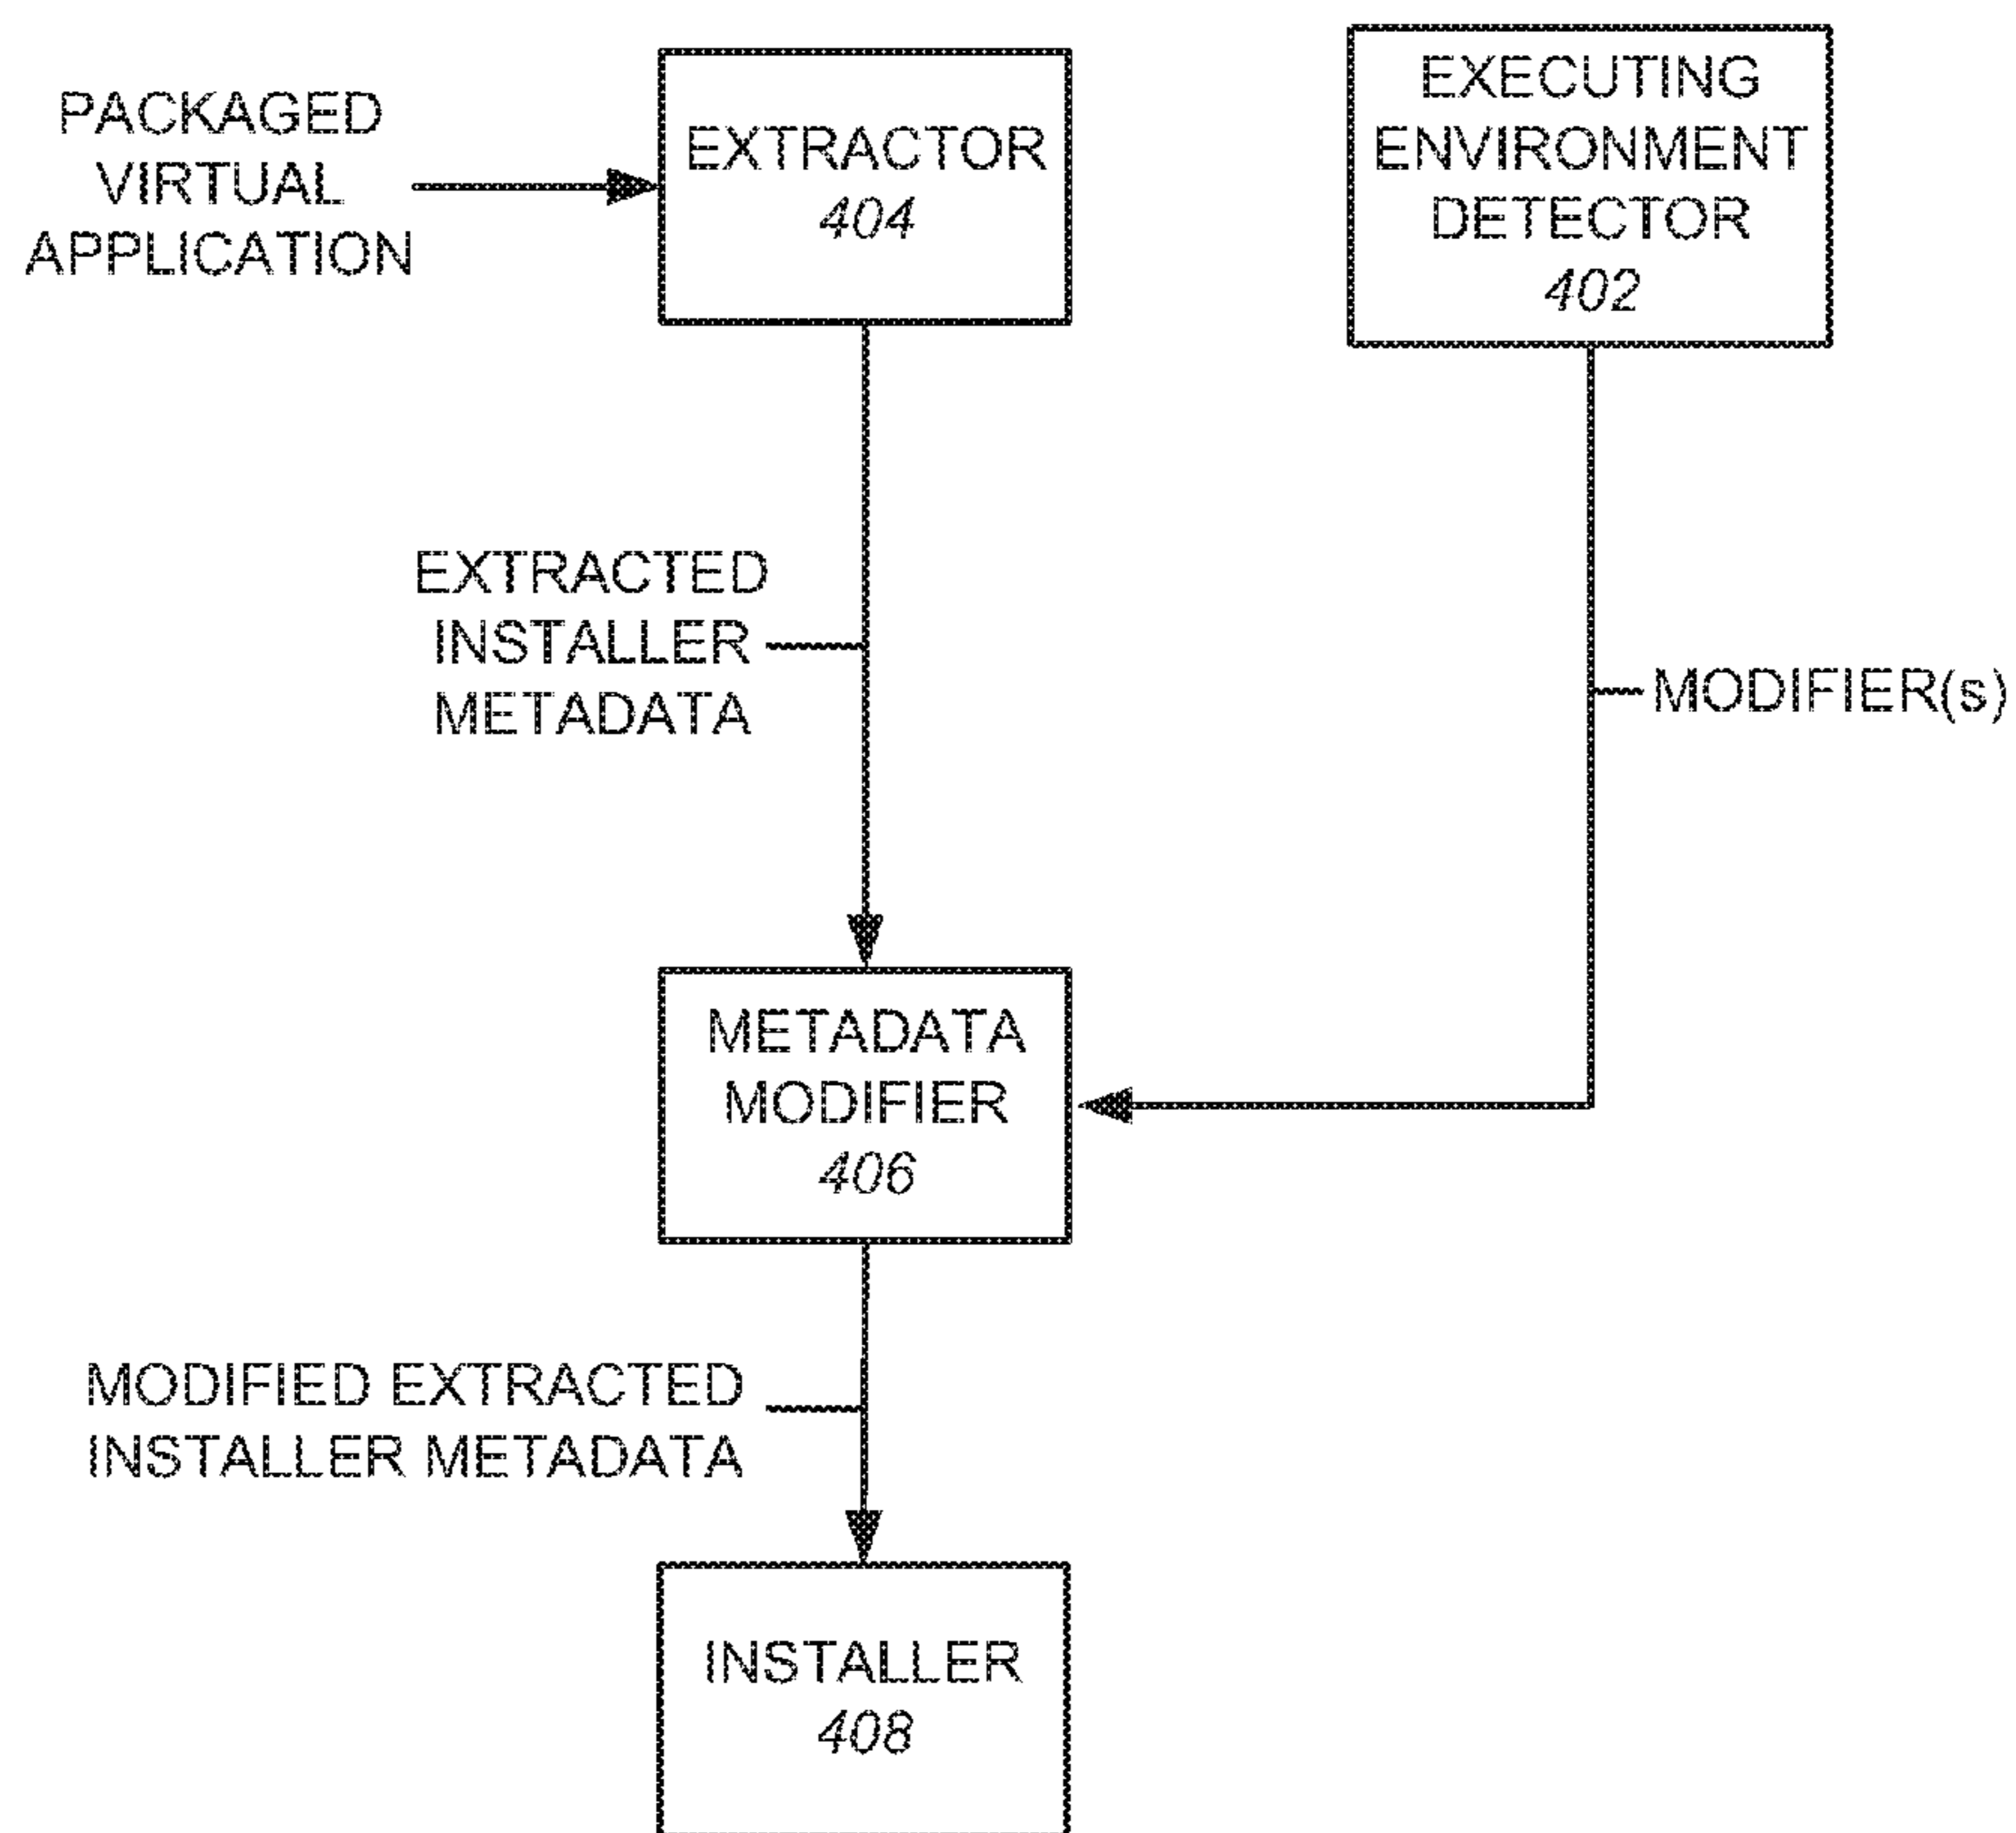 PACKAGED
VIRTUAL
APPLICATION
EXTRACTOR
404
EXECUTING
ENVIRONMENT
DETECTOR
402
EXTRACTED
INSTALLER
METADATA
MODIFIER(s)
METADATA
MODIFIER
406
MODIFIED EXTRACTED
INSTALLER METADATA
INSTALLER
408